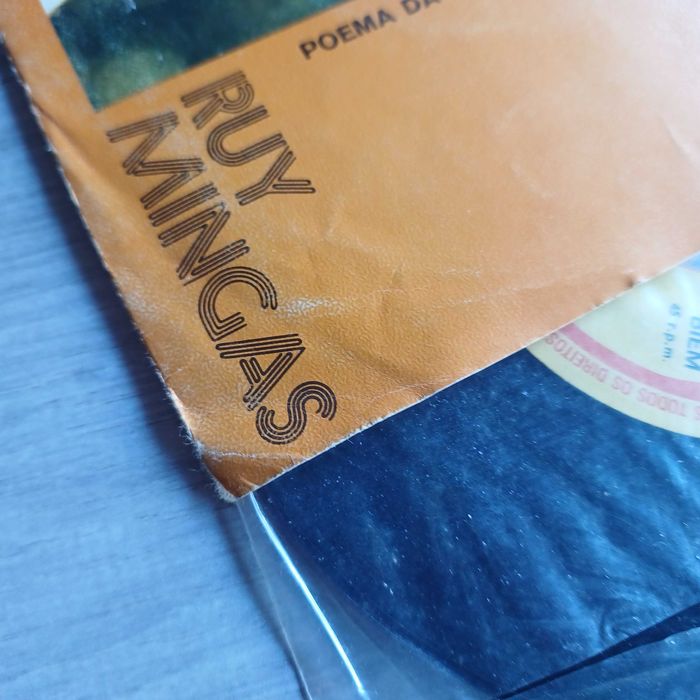 POEMA DA
RUY
MINGAS
TODOS OS DIREITOS
45 r.p.m.